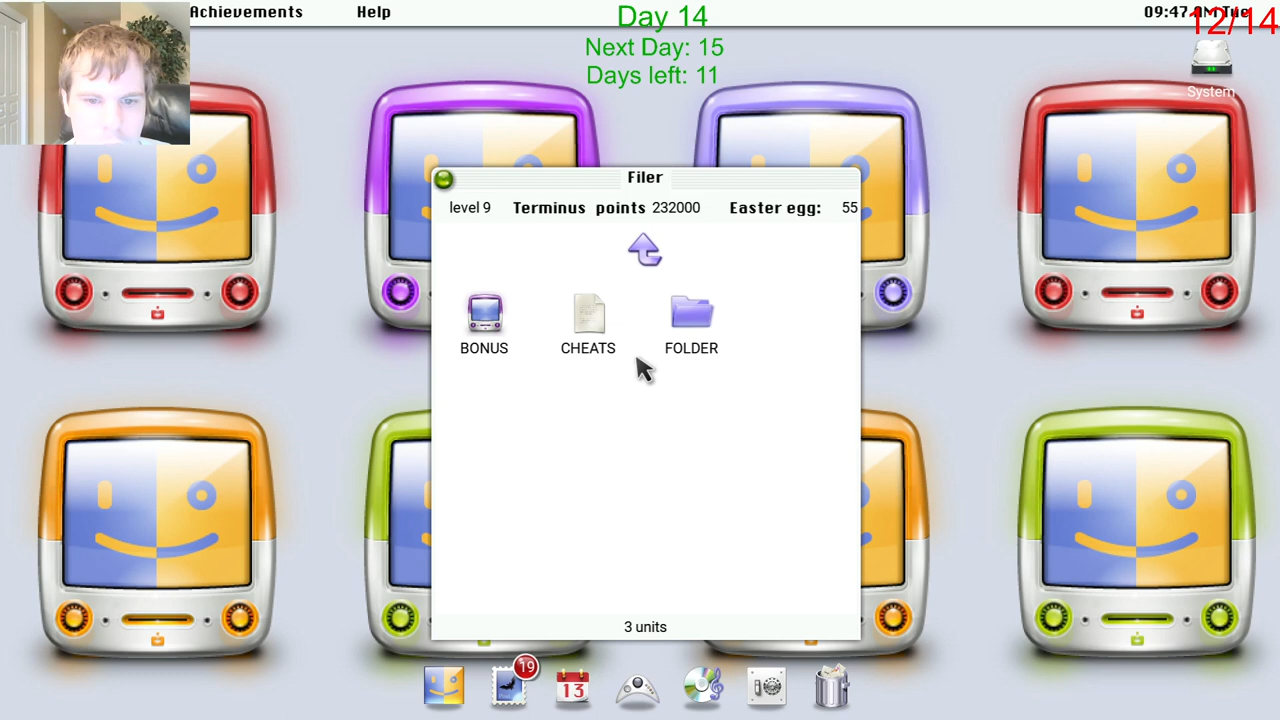 Achievements Help
Day 14
09:47 AM Tue
12/14
Next Day: 15
Days left: 11
System
Filer
level 9 Terminus points 232000 Easter egg: 55
BONUS CHEATS FOLDER
3 units
19
13